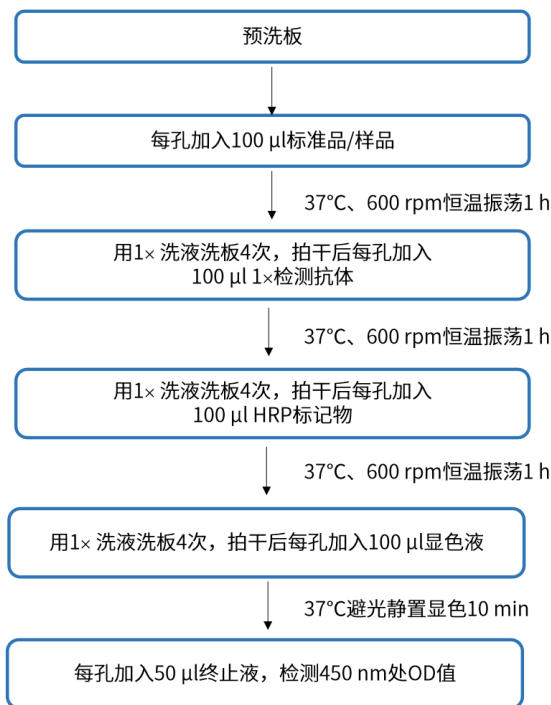 预洗板
每孔加入100 μl标准品/样品
37℃、600 rpm恒温振荡1 h
用1× 洗液洗板4次，拍干后每孔加入
100 μl 1×检测抗体
37℃、600 rpm恒温振荡1 h
用1× 洗液洗板4次，拍干后每孔加入
100 μl HRP标记物
37℃、600 rpm恒温振荡1 h
用1× 洗液洗板4次，拍干后每孔加入100 μl显色液
37℃避光静置显色10 min
每孔加入50 μl终止液，检测450 nm处OD值